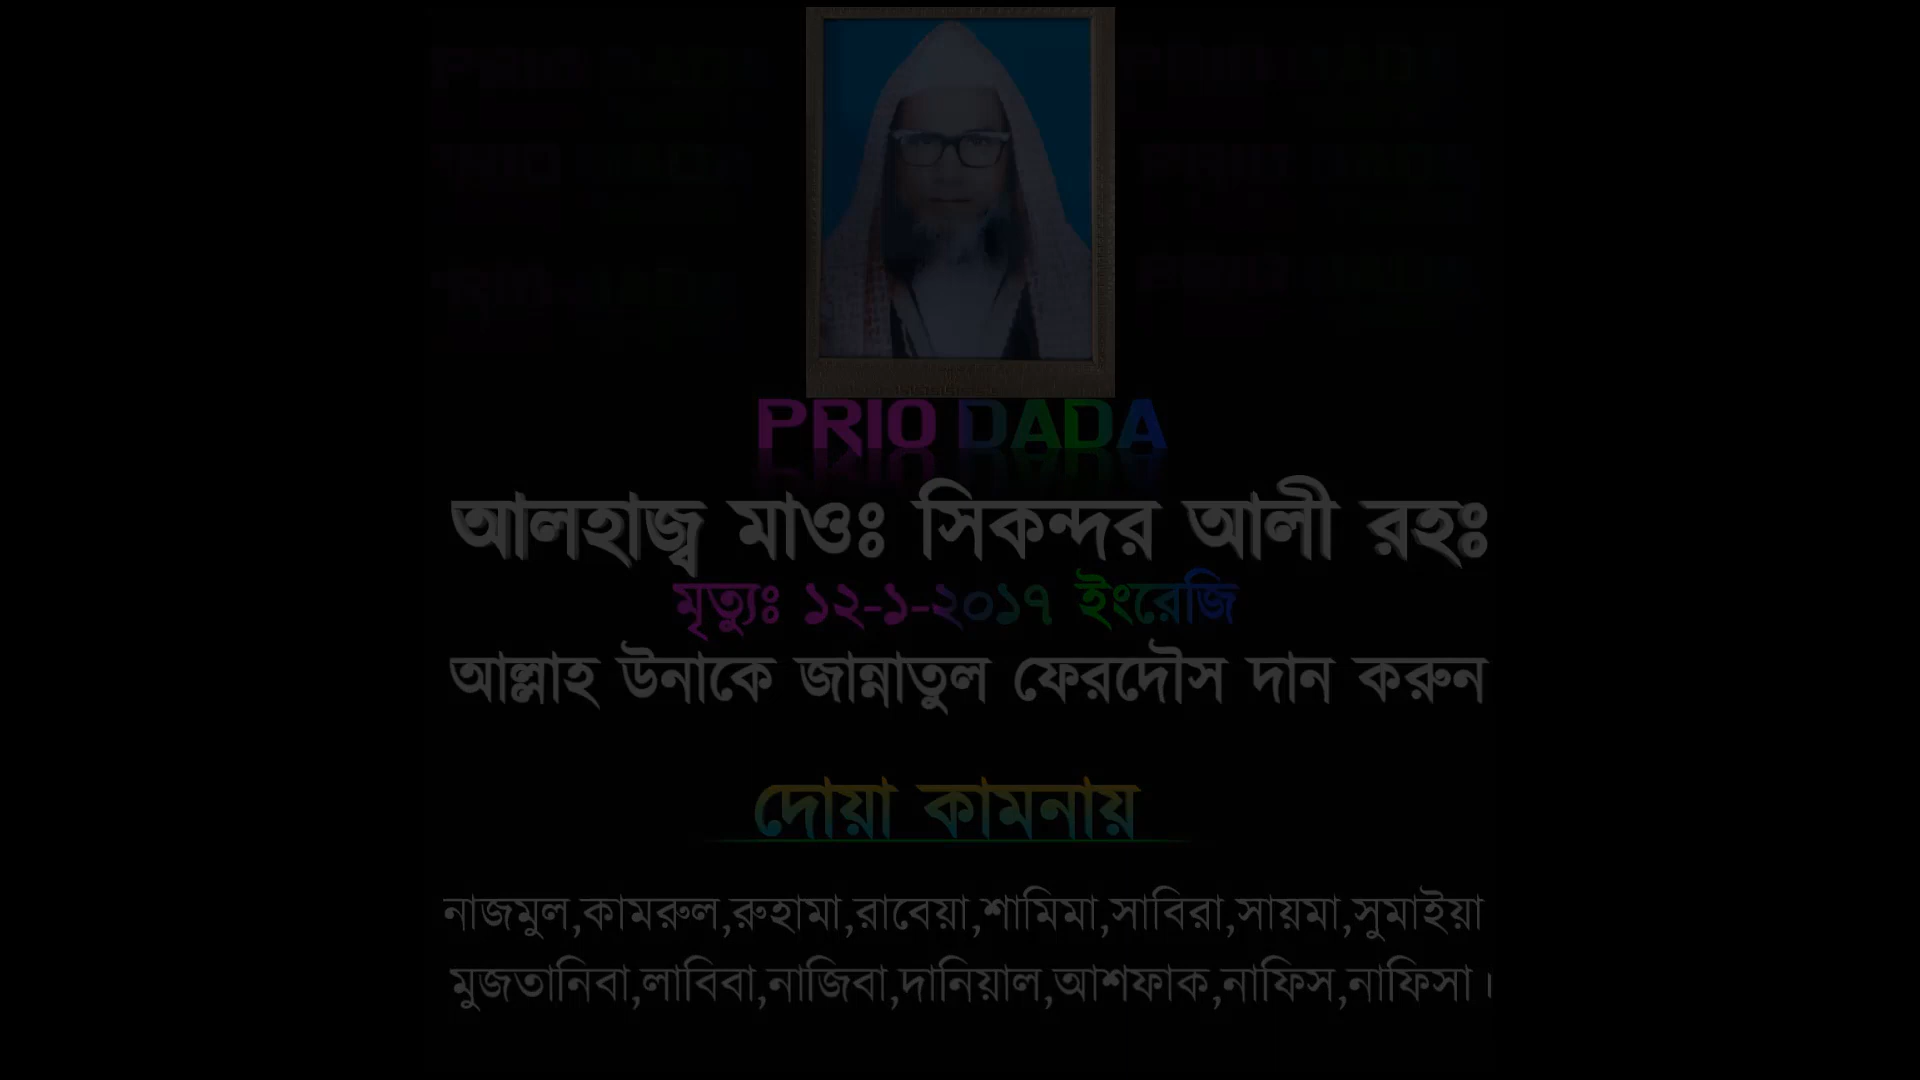 PRIO DADA
আলহাজ্ব মাওঃ সিকন্দর আলী রহঃ
মৃত্যুঃ ১২-১-২০১৭ ইংরেজি
আল্লাহ উনাকে জান্নাতুল ফেরদৌস দান করুন
দোয়া কামনায়
নাজমুল,কামরুল,রুহামা,রাবেয়া,শামিমা,সাবিরা,সায়মা,সুমাইয়া
মুজতানিবা,লাবিবা,নাজিবা,দানিয়াল,আশফাক,নাফিস,নাফিসা।